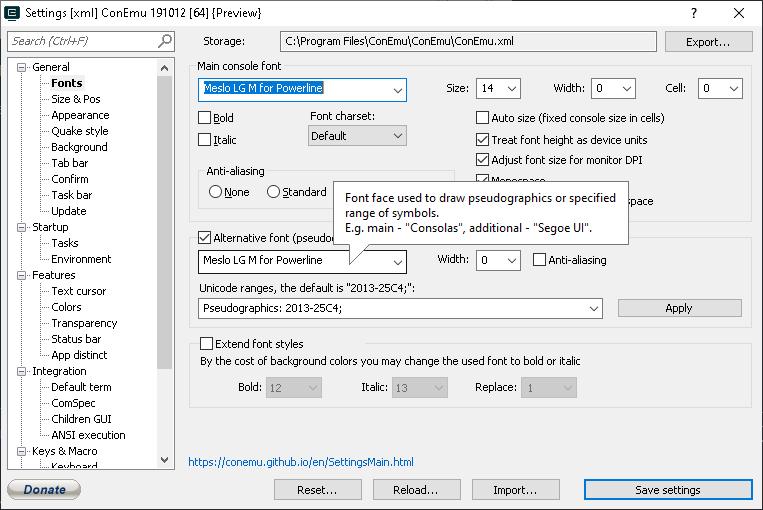 Settings [xml] ConEmu 191012 [64] {Preview}
Search (Ctrl+F)
Storage: C:\Program Files\ConEmu\ConEmu\ConEmu.xml Export...
General
Fonts
Size & Pos
Appearance
Quake style
Background
Tab bar
Confirm
Task bar
Update
Startup
Tasks
Environment
Features
Text cursor
Colors
Transparency
Status bar
App distinct
Integration
Default term
ComSpec
Children GUI
ANSI execution
Keys & Macro
Keyboard
Main console font
Meslo LG M for Powerline Size: 14 Width: 0 Cell: 0
Bold Font charset: Auto size (fixed console size in cells)
Italic Default Treat font height as device units
Adjust font size for monitor DPI
Anti-aliasing Monospace
None Standard
Font face used to draw pseudographics or specified
range of symbols.
E.g. main - "Consolas", additional - "Segoe UI".
Alternative font
Meslo LG M for Powerline Width: 0 Anti-aliasing
Unicode ranges, the default is "2013-25C4;":
Pseudographics: 2013-25C4; Apply
Extend font styles
By the cost of background colors you may change the used font to bold or italic
Bold: 12 Italic: 13 Replace: 1
https://conemu.github.io/en/SettingsMain.html
Donate Reset... Reload... Import... Save settings